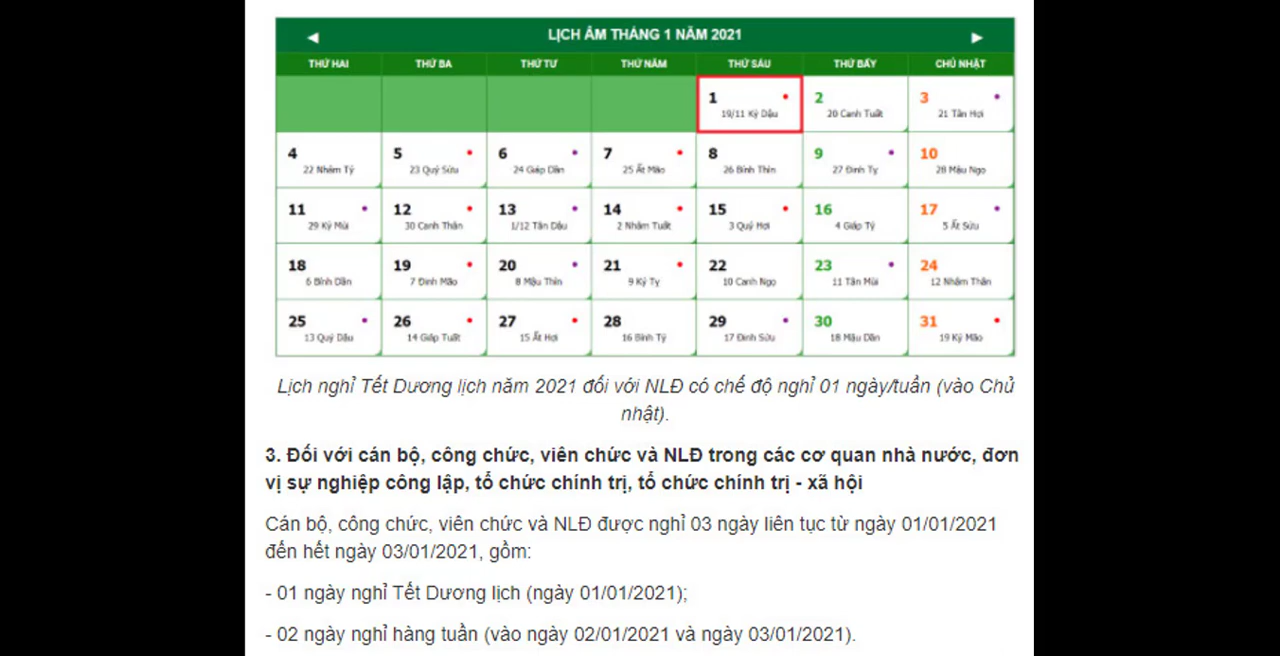 LỊCH ÂM THÁNG 1 NĂM 2021
THỨ HAI THỨ BA THỨ TƯ THỨ NĂM THỨ SÁU THỨ BẨY CHỦ NHẬT
1 2 3
19/11 Kỷ Dậu 20 Canh Tuất 21 Tân Hợi
4 5 6 7 8 9 10
22 Nhâm Tý 23 Quý Sửu 24 Giáp Dần 25 Ất Mão 26 Bính Thìn 27 Đinh Tỵ 28 Mậu Ngọ
11 12 13 14 15 16 17
29 Kỷ Mùi 30 Canh Thân 1/12 Tân Dậu 2 Nhâm Tuất 3 Quý Hợi 4 Giáp Tý 5 Ất Sửu
18 19 20 21 22 23 24
6 Bính Dần 7 Đinh Mão 8 Mậu Thìn 9 Kỷ Tỵ 10 Canh Ngọ 11 Tân Mùi 12 Nhâm Thân
25 26 27 28 29 30 31
13 Quý Dậu 14 Giáp Tuất 15 Ất Hợi 16 Bính Tý 17 Đinh Sửu 18 Mậu Dần 19 Kỷ Mão
Lịch nghỉ Tết Dương lịch năm 2021 đối với NLĐ có chế độ nghỉ 01 ngày/tuần (vào Chủ
nhật).
3. Đối với cán bộ, công chức, viên chức và NLĐ trong các cơ quan nhà nước, đơn
vị sự nghiệp công lập, tổ chức chính trị, tổ chức chính trị - xã hội
Cán bộ, công chức, viên chức và NLĐ được nghỉ 03 ngày liên tục từ ngày 01/01/2021
đến hết ngày 03/01/2021, gồm:
- 01 ngày nghỉ Tết Dương lịch (ngày 01/01/2021);
- 02 ngày nghỉ hàng tuần (vào ngày 02/01/2021 và ngày 03/01/2021).